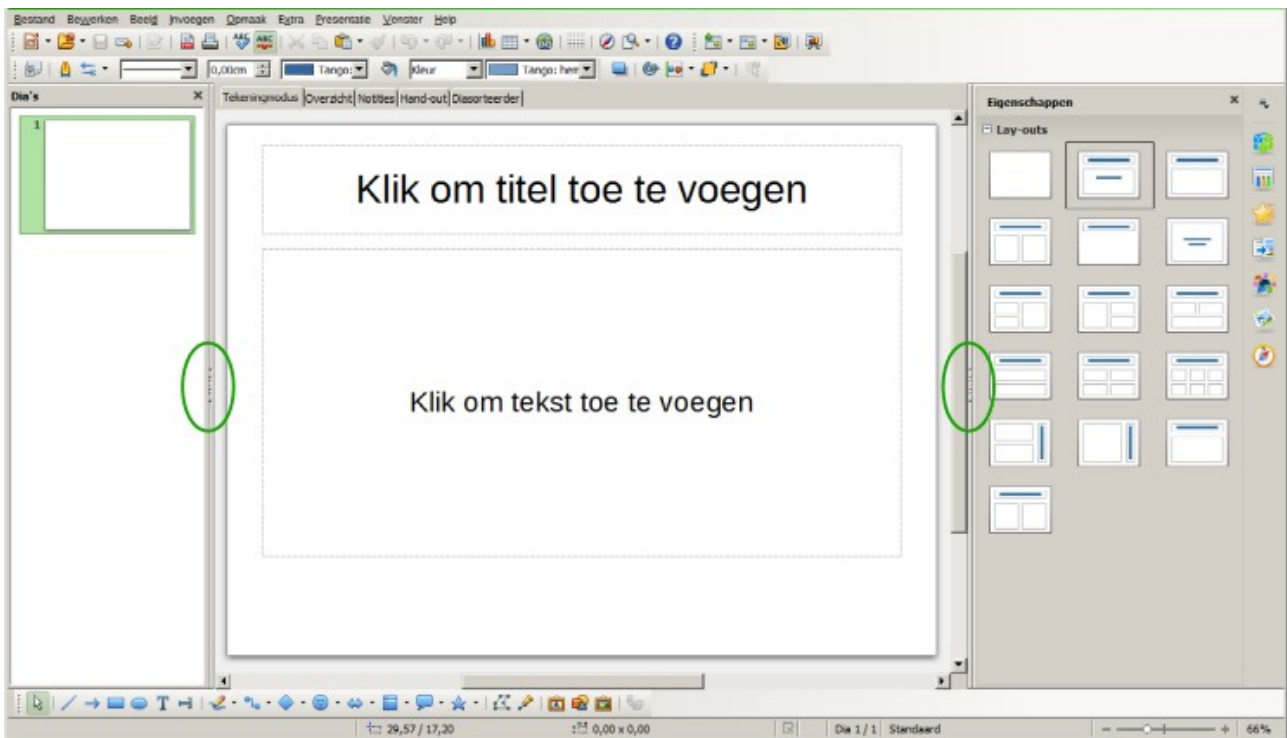 Bestand Bewerken Beeld Invoegen Opmaak Extra Presentatie Venster Help
0,00cm Tango: Kleur Tango: hem
Dia's Tekeningmodus Overzicht Notities Hand-out Diasorteerder Eigenschappen
1
Lay-outs
Klik om titel toe te voegen
Klik om tekst toe te voegen
29,57 / 17,20 0,00 x 0,00 Dia 1 / 1 Standaard 66%